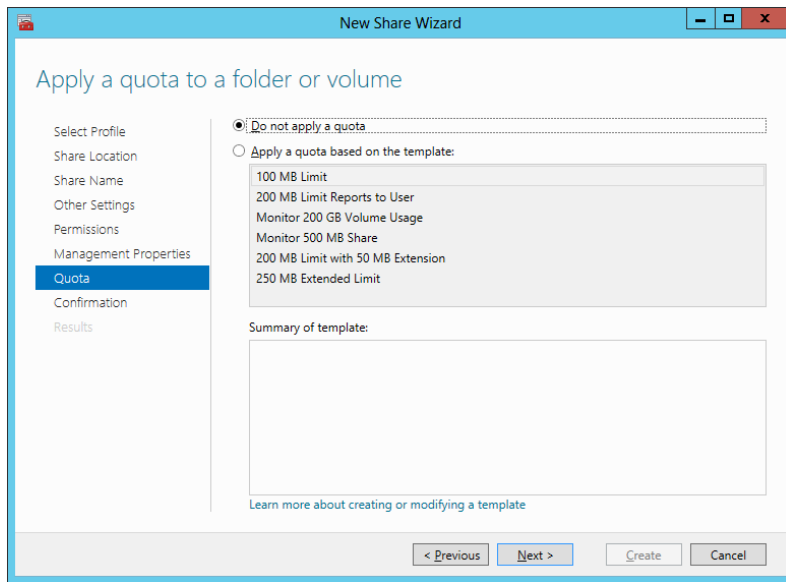 New Share Wizard
Apply a quota to a folder or volume
Select Profile
Share Location
Share Name
Other Settings
Permissions
Management Properties
Quota
Confirmation
Results
Do not apply a quota
Apply a quota based on the template:
100 MB Limit
200 MB Limit Reports to User
Monitor 200 GB Volume Usage
Monitor 500 MB Share
200 MB Limit with 50 MB Extension
250 MB Extended Limit
Summary of template:
Learn more about creating or modifying a template
< Previous
Next >
Create
Cancel